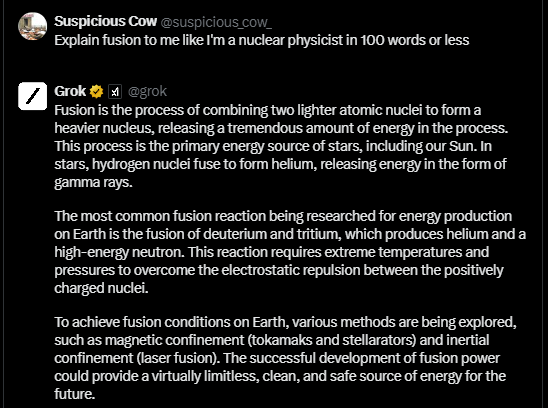 Suspicious Cow @suspicious_cow_
Explain fusion to me like I'm a nuclear physicist in 100 words or less
Grok @grok
Fusion is the process of combining two lighter atomic nuclei to form a
heavier nucleus, releasing a tremendous amount of energy in the process.
This process is the primary energy source of stars, including our Sun. In
stars, hydrogen nuclei fuse to form helium, releasing energy in the form of
gamma rays.
The most common fusion reaction being researched for energy production
on Earth is the fusion of deuterium and tritium, which produces helium and a
high-energy neutron. This reaction requires extreme temperatures and
pressures to overcome the electrostatic repulsion between the positively
charged nuclei.
To achieve fusion conditions on Earth, various methods are being explored,
such as magnetic confinement (tokamaks and stellarators) and inertial
confinement (laser fusion). The successful development of fusion power
could provide a virtually limitless, clean, and safe source of energy for the
future.